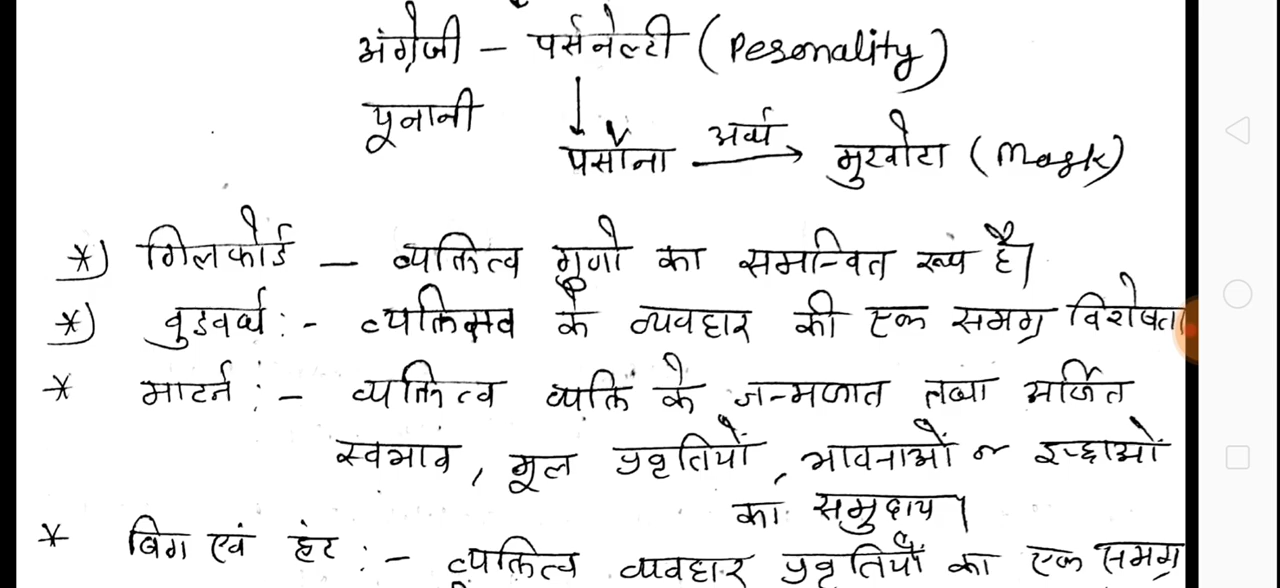 अंग्रेजी – पर्सनेल्टी (Pesonality)
यूनानी
पर्सोना अर्थ → मुखोटा (Mask)
*) गिलफोर्ड – व्यक्तित्व गुणो का समन्वित रूप है।
*) वुडवर्थ :- व्यक्तित्व के व्यवहार की एक समग्र विशेषता
* मार्टन :- व्यक्तित्व व्यक्ति के जन्मजात तथा अर्जित
स्वभाव, मूल प्रवृतियों, भावनाओं व इच्छाओं
का समुदाय।
* बिग एवं हंट :- व्यक्तित्व व्यवहार प्रवृतियों का एक समग्र